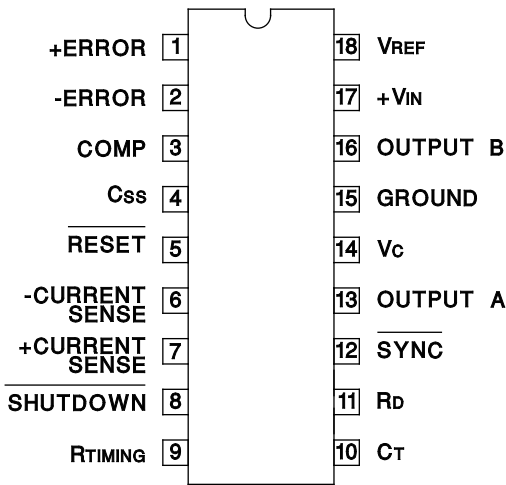 +ERROR 1 18 VREF
-ERROR 2 17 +VIN
COMP 3 16 OUTPUT B
CSS 4 15 GROUND
RESET 5 14 VC
-CURRENT
SENSE 6 13 OUTPUT A
+CURRENT
SENSE 7 12 SYNC
SHUTDOWN 8 11 RD
RTIMING 9 10 CT